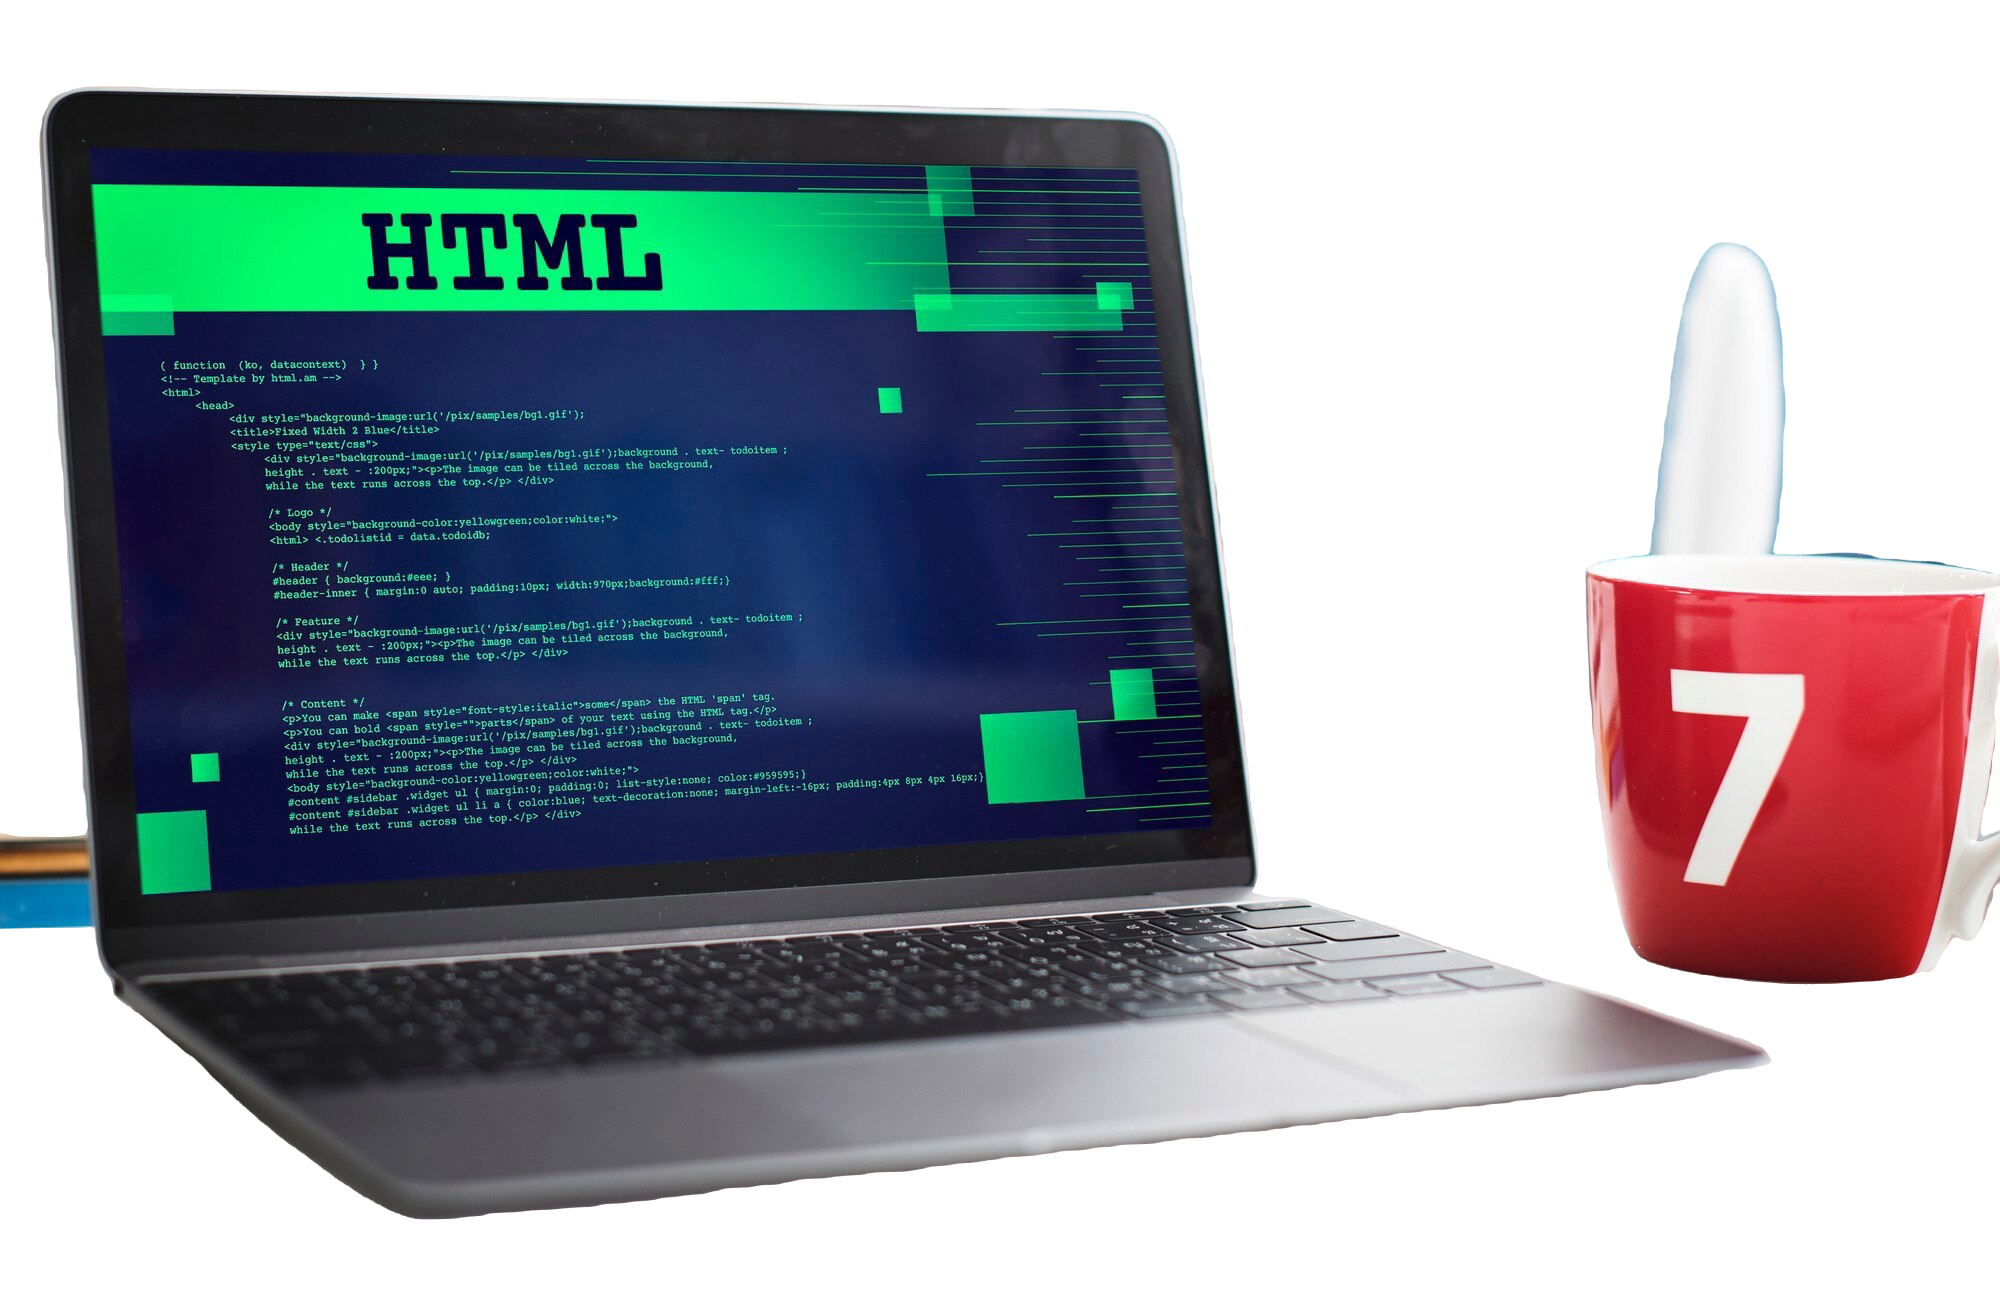 HTML
( function  (ko, datacontext)  } }
<!-- Template by html.am -->
<html>
<head>
<div style="background-image:url('/pix/samples/bg1.gif');
<title>Fixed Width 2 Blue</title>
<style type="text/css">
<div style="background-image:url('/pix/samples/bg1.gif');background . text- todoitem ;
height . text - :200px;"><p>The image can be tiled across the background,
while the text runs across the top.</p> </div>
/* Logo */
<body style="background-color:yellowgreen;color:white;">
<html> <.todolistid = data.todoidb;
/* Header */
#header { background:#eee; }
#header-inner { margin:0 auto; padding:10px; width:970px;background:#fff;}
/* Feature */
<div style="background-image:url('/pix/samples/bg1.gif');background . text- todoitem ;
height . text - :200px;"><p>The image can be tiled across the background,
while the text runs across the top.</p> </div>
/* Content */
<p>You can make <span style="font-style:italic">some</span> the HTML 'span' tag.
<p>You can bold <span style="">parts</span> of your text using the HTML tag.</p>
<div style="background-image:url('/pix/samples/bg1.gif');background . text- todoitem ;
height . text - :200px;"><p>The image can be tiled across the background,
while the text runs across the top.</p> </div>
<body style="background-color:yellowgreen;color:white;">
#content #sidebar .widget ul { margin:0; padding:0; list-style:none; color:#959595;}
#content #sidebar .widget ul li a { color:blue; text-decoration:none; margin-left:-16px; padding:4px 8px 4px 16px;}
while the text runs across the top.</p> </div>
7